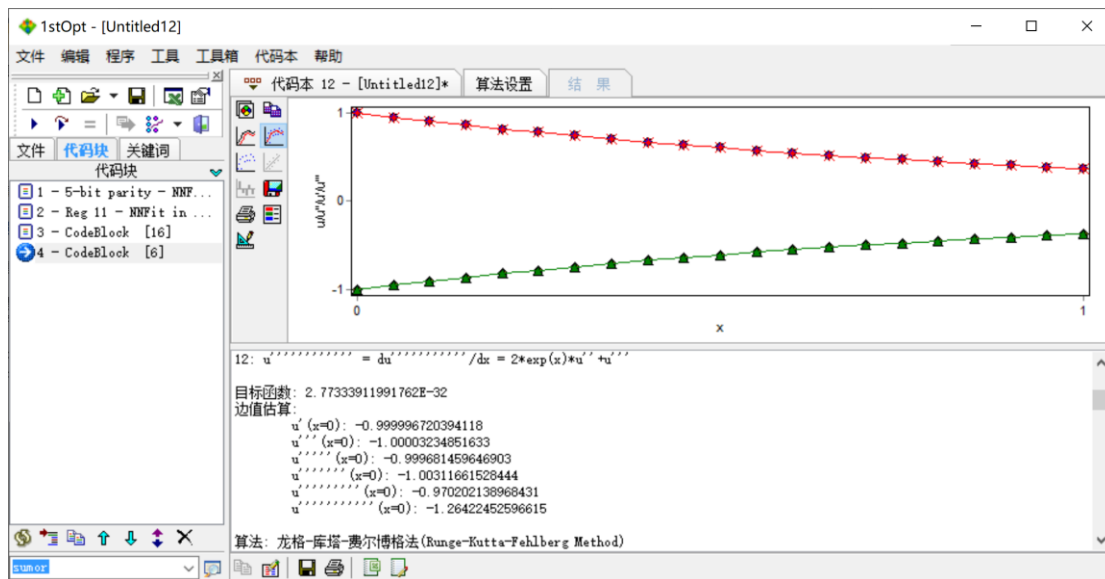 1stOpt - [Untitled12]
文件 编辑 程序 工具 工具箱 代码本 帮助
代码本 12 - [Untitled12]* 算法设置 结 果
文件 代码块 关键词
代码块
1 - 5-bit parity - NNF...
2 - Reg 11 - NNFit in ...
3 - CodeBlock [16]
4 - CodeBlock [6]
sumor
1
0
-1
u/u''/u'/u'''
0
1
x
12: u'''''''''''' = du'''''''''''/dx = 2*exp(x)*u''+u'''
目标函数: 2.77333911991762E-32
边值估算:
u'(x=0): -0.999996720394118
u'''(x=0): -1.00003234851633
u'''''(x=0): -0.999681459646903
u'''''''(x=0): -1.00311661528444
u'''''''''(x=0): -0.970202138968431
u'''''''''''(x=0): -1.26422452596615
算法: 龙格-库塔-费尔博格法(Runge-Kutta-Fehlberg Method)